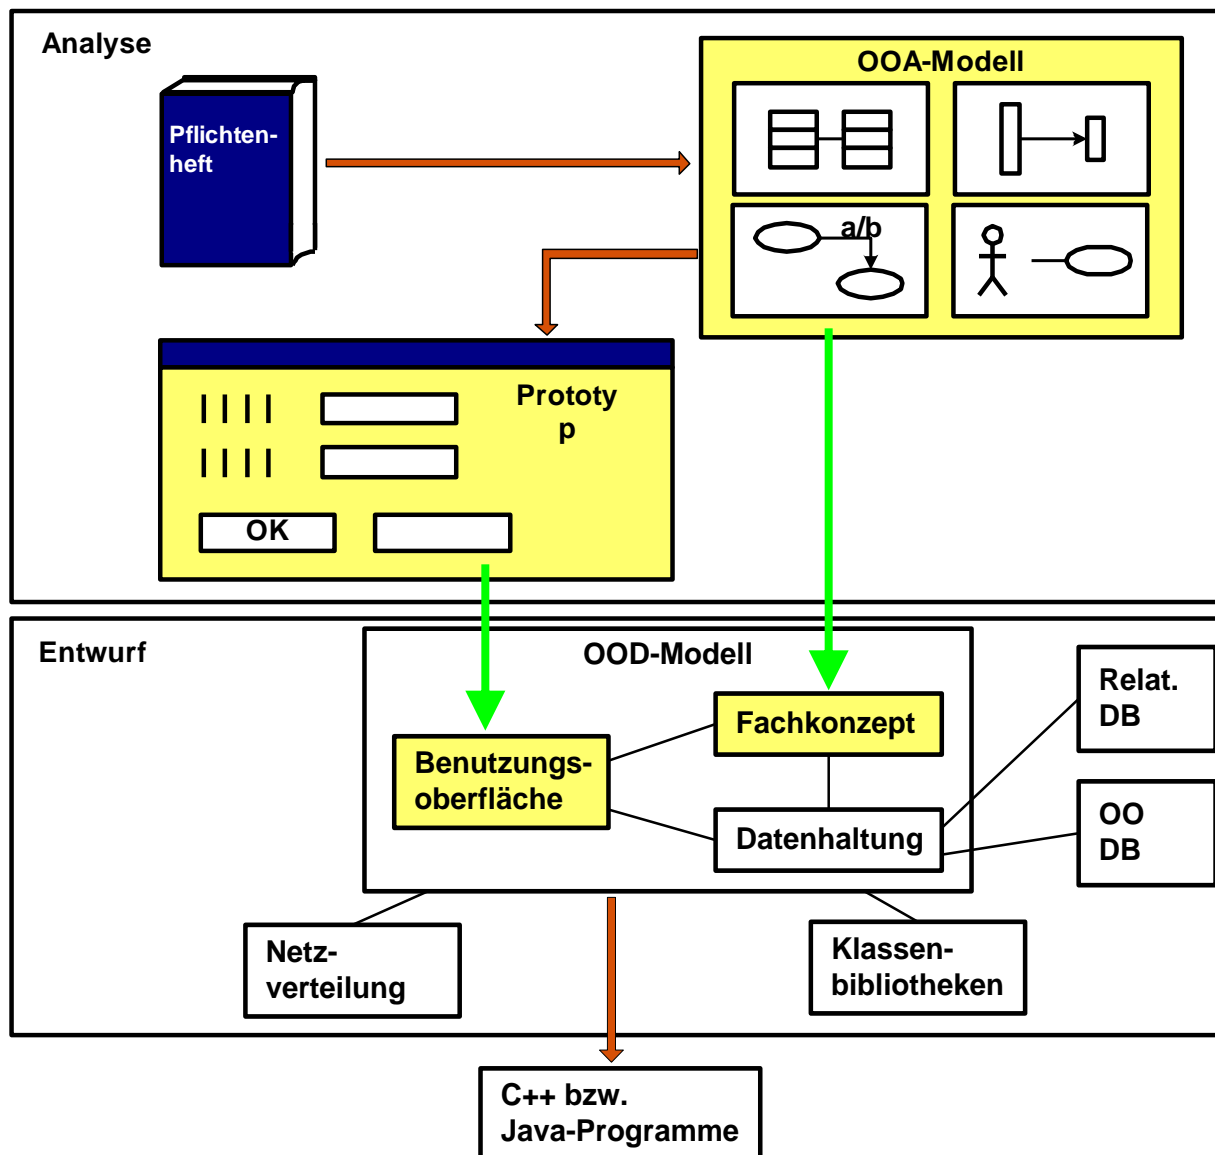 Analyse
OOA-Modell
Pflichten-
heft
a/b
Prototy
p
OK
Entwurf
OOD-Modell
Relat.
DB
Fachkonzept
Benutzungs-
oberfläche
Datenhaltung
OO
DB
Netz-
verteilung
Klassen-
bibliotheken
C++ bzw.
Java-Programme